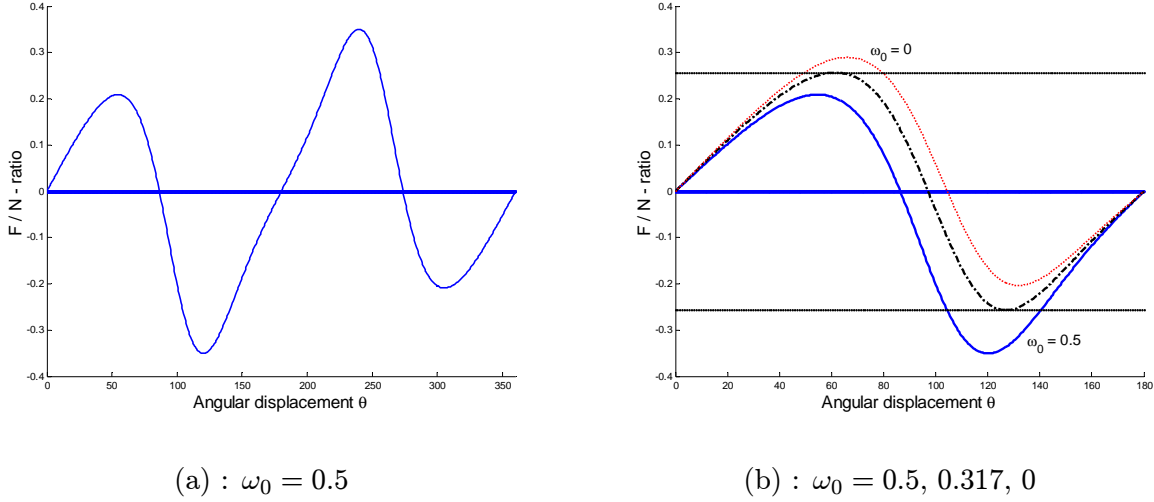 0.4
0.3
0.2
0.1
0
-0.1
-0.2
-0.3
-0.4
F / N - ratio
0 50 100 150 200 250 300 350
Angular displacement θ
(a) : ω₀ = 0.5
0.4
0.3
0.2
0.1
0
-0.1
-0.2
-0.3
-0.4
F / N - ratio
ω₀ = 0
ω₀ = 0.5
0 20 40 60 80 100 120 140 160 180
Angular displacement θ
(b) : ω₀ = 0.5, 0.317, 0